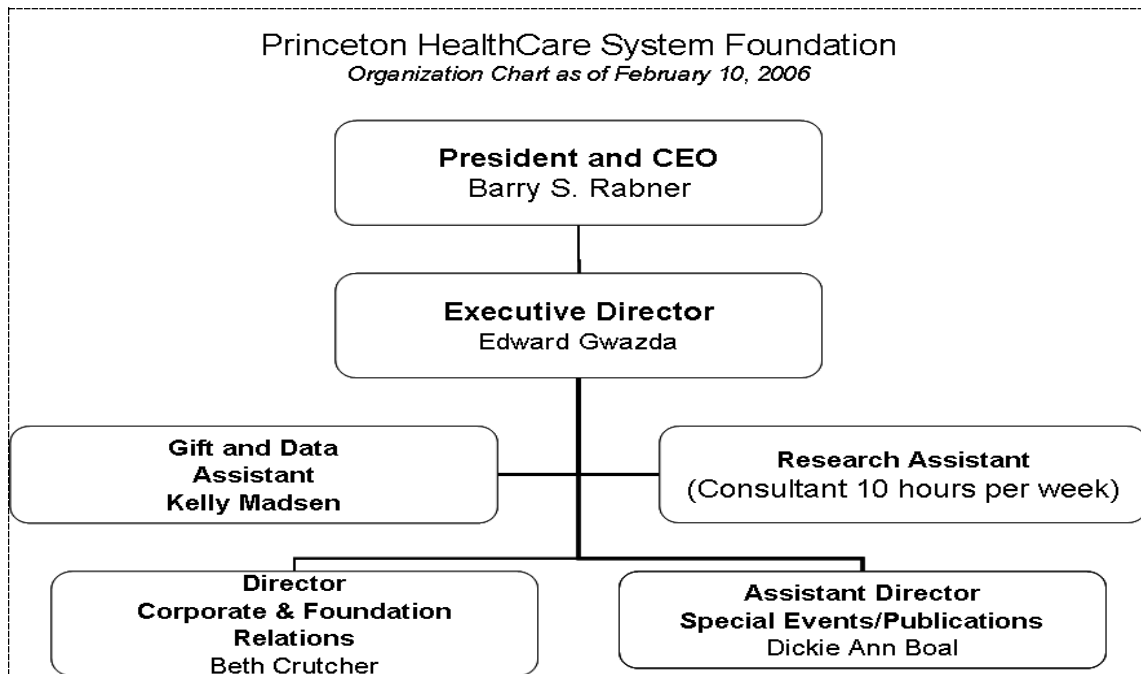 Princeton HealthCare System Foundation
Organization Chart as of February 10, 2006
President and CEO
Barry S. Rabner
Executive Director
Edward Gwazda
Gift and Data
Assistant
Kelly Madsen
Research Assistant
(Consultant 10 hours per week)
Director
Corporate & Foundation
Relations
Beth Crutcher
Assistant Director
Special Events/Publications
Dickie Ann Boal